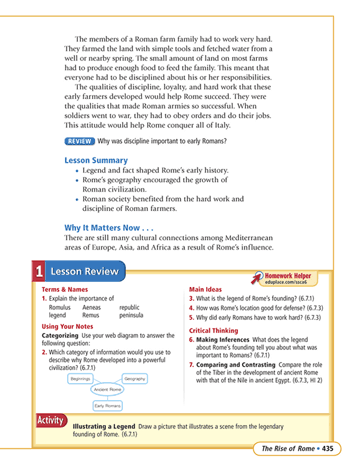 The members of a Roman farm family had to work very hard.
They farmed the land with simple tools and fetched water from a
well or nearby spring. The small amount of land on most farms
had to produce enough food to feed the family. This meant that
everyone had to be disciplined about his or her responsibilities.
The qualities of discipline, loyalty, and hard work that these
early farmers developed would help Rome succeed. They were
the qualities that made Roman armies so successful. When
soldiers went to war, they had to obey orders and do their jobs.
This attitude would help Rome conquer all of Italy.
REVIEW Why was discipline important to early Romans?
Lesson Summary
• Legend and fact shaped Rome's early history.
• Rome's geography encouraged the growth of
Roman civilization.
• Roman society benefited from the hard work and
discipline of Roman farmers.
Why It Matters Now . . .
There are still many cultural connections among Mediterranean
areas of Europe, Asia, and Africa as a result of Rome's influence.
1 Lesson Review
Homework Helper
eduplace.com/ssca6
Terms & Names
1. Explain the importance of
Romulus Aeneas republic
legend Remus peninsula
Using Your Notes
Categorizing Use your web diagram to answer the
following question:
2. Which category of information would you use to
describe why Rome developed into a powerful
civilization? (6.7.1)
Beginnings Geography
Ancient Rome
Early Romans
Main Ideas
3. What is the legend of Rome's founding? (6.7.1)
4. How was Rome's location good for defense? (6.7.3)
5. Why did early Romans have to work hard? (6.7.3)
Critical Thinking
6. Making Inferences What does the legend
about Rome's founding tell you about what was
important to Romans? (6.7.1)
7. Comparing and Contrasting Compare the role
of the Tiber in the development of ancient Rome
with that of the Nile in ancient Egypt. (6.7.3, HI 2)
Activity
Illustrating a Legend Draw a picture that illustrates a scene from the legendary
founding of Rome. (6.7.1)
The Rise of Rome • 435